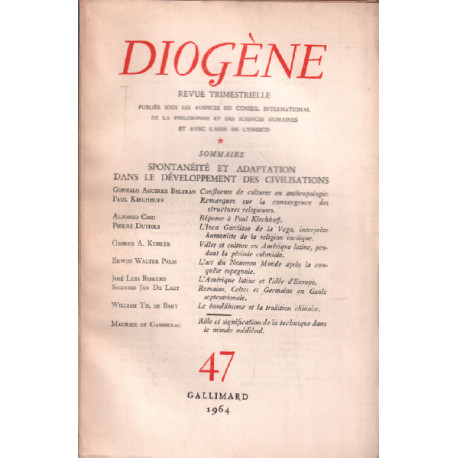 DIOGÈNE
REVUE TRIMESTRIELLE
PUBLIÉE SOUS LES AUSPICES DU CONSEIL INTERNATIONAL
DE LA PHILOSOPHIE ET DES SCIENCES HUMAINES
ET AVEC L'AIDE DE L'UNESCO
SOMMAIRE
SPONTANÉITÉ ET ADAPTATION
DANS LE DÉVELOPPEMENT DES CIVILISATIONS
GONZALO AGUIRRE BELTRAN Confluente de cultures en anthropologie.
PAUL KIRCHHOFF Remarques sur la convergence des
structures religieuses.
ALFONSO CASO Réponse à Paul Kirchhoff.
PIERRE DUVIOLS L'Inca Garcilaso de la Vega, interprète
humaniste de la religion incaïque.
GEORGE A. KUBLER Villes et culture en Amérique latine, pen-
dant la période coloniale.
ERWIN WALTER PALM L'art du Nouveau Monde après la con-
quête espagnole.
JOSÉ LUIS ROMERO L'Amérique latine et l'idée d'Europe.
SIGFRIED JAN DE LAET Romains, Celtes et Germains en Gaule
septentrionale.
WILLIAM TH. DE BARY Le bouddhisme et la tradition chinoise.
MAURICE DE GANDILLAC Rôle et signification de la technique dans
le monde médiéval.
47
GALLIMARD
1964